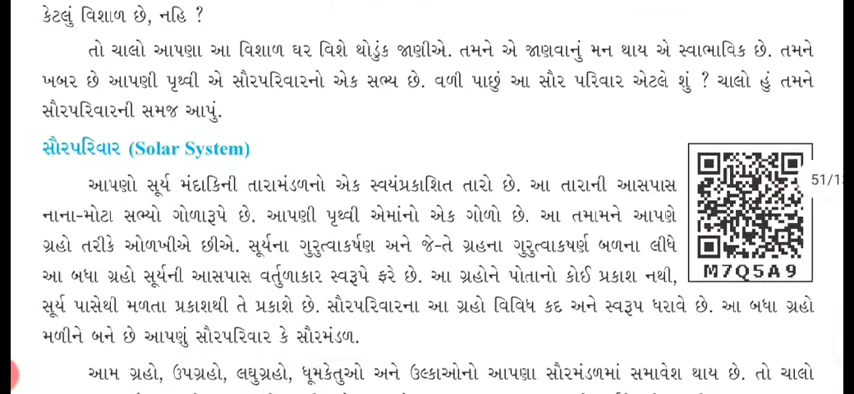 કેટલું વિશાળ છે, નહિ ?
તો ચાલો આપણા આ વિશાળ ઘર વિશે થોડુંક જાણીએ. તમને એ જાણવાનું મન થાય એ સ્વાભાવિક છે. તમને
ખબર છે આપણી પૃથ્વી એ સૌરપરિવારનો એક સભ્ય છે. વળી પાછું આ સૌર પરિવાર એટલે શું ? ચાલો હું તમને
સૌરપરિવારની સમજ આપું.
સૌરપરિવાર (Solar System)
આપણો સૂર્ય મંદાકિની તારામંડળનો એક સ્વયંપ્રકાશિત તારો છે. આ તારાની આસપાસ
51/1
નાના-મોટા સભ્યો ગોળારૂપે છે. આપણી પૃથ્વી એમાંનો એક ગોળો છે. આ તમામને આપણે
ગ્રહો તરીકે ઓળખીએ છીએ. સૂર્યના ગુરુત્વાકર્ષણ અને જે-તે ગ્રહના ગુરુત્વાકષર્ણ બળના લીધે
આ બધા ગ્રહો સૂર્યની આસપાસ વર્તુળાકાર સ્વરૂપે ફરે છે. આ ગ્રહોને પોતાનો કોઈ પ્રકાશ નથી,
M7Q5A9
સૂર્ય પાસેથી મળતા પ્રકાશથી તે પ્રકાશે છે. સૌરપરિવારના આ ગ્રહો વિવિધ કદ અને સ્વરૂપ ધરાવે છે. આ બધા ગ્રહો
મળીને બને છે આપણું સૌરપરિવાર કે સૌરમંડળ.
આમ ગ્રહો, ઉપગ્રહો, લઘુગ્રહો, ધૂમકેતુઓ અને ઉલ્કાઓનો આપણા સૌરમંડળમાં સમાવેશ થાય છે. તો ચાલો